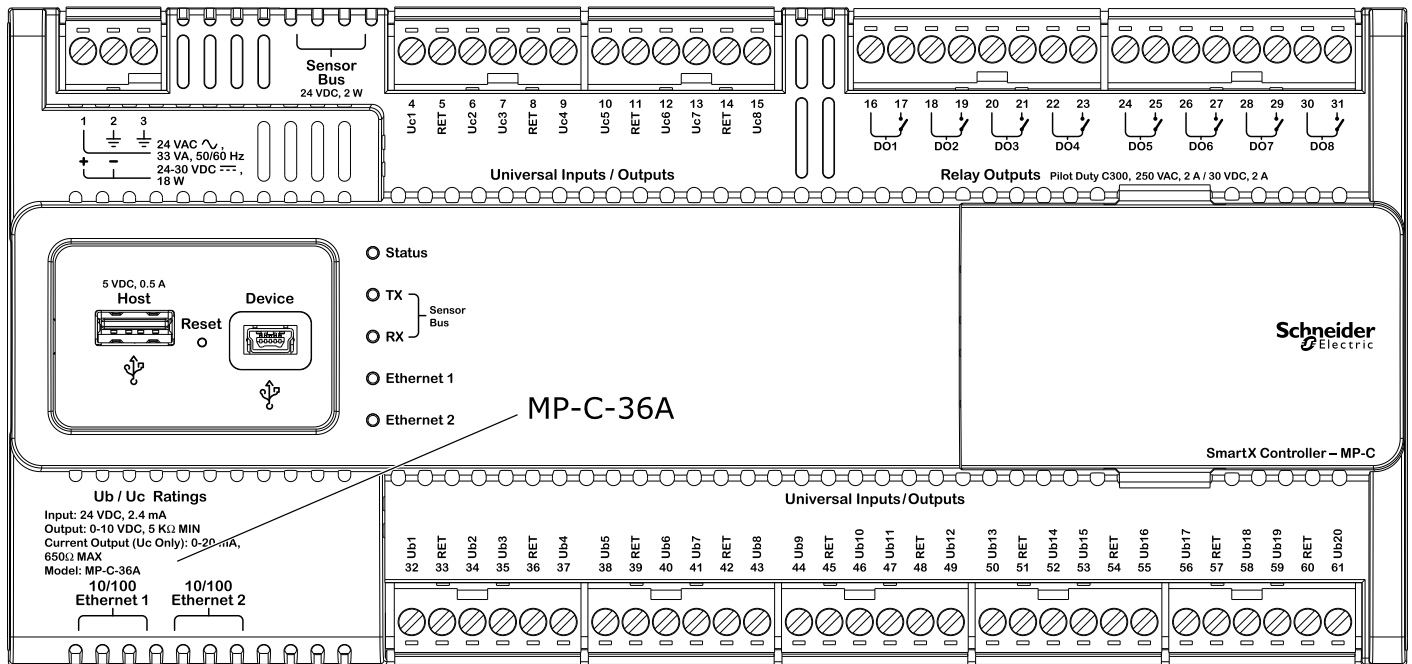 Sensor
Bus
24 VDC, 2 W
1 2 3
24 VAC ,
33 VA, 50/60 Hz
24-30 VDC ,
18 W
+ −
4 5 6 7 8 9 10 11 12 13 14 15
Uc1 RET Uc2 Uc3 RET Uc4 Uc5 RET Uc6 Uc7 RET Uc8
Universal Inputs / Outputs
16 17 18 19 20 21 22 23 24 25 26 27 28 29 30 31
DO1 DO2 DO3 DO4 DO5 DO6 DO7 DO8
Relay Outputs Pilot Duty C300, 250 VAC, 2 A / 30 VDC, 2 A
5 VDC, 0.5 A
Host
Reset
Device
Status
TX
RX
Sensor
Bus
Ethernet 1
Ethernet 2
MP-C-36A
Schneider
Electric
SmartX Controller – MP-C
Ub / Uc Ratings
Input: 24 VDC, 2.4 mA
Output: 0-10 VDC, 5 KΩ MIN
Current Output (Uc Only): 0-20 mA,
650Ω MAX
Model: MP-C-36A
10/100
Ethernet 1
10/100
Ethernet 2
Universal Inputs/Outputs
Ub1 RET Ub2 Ub3 RET Ub4 Ub5 RET Ub6 Ub7 RET Ub8 Ub9 RET Ub10 Ub11 RET Ub12 Ub13 RET Ub14 Ub15 RET Ub16 Ub17 RET Ub18 Ub19 RET Ub20
32 33 34 35 36 37 38 39 40 41 42 43 44 45 46 47 48 49 50 51 52 53 54 55 56 57 58 59 60 61